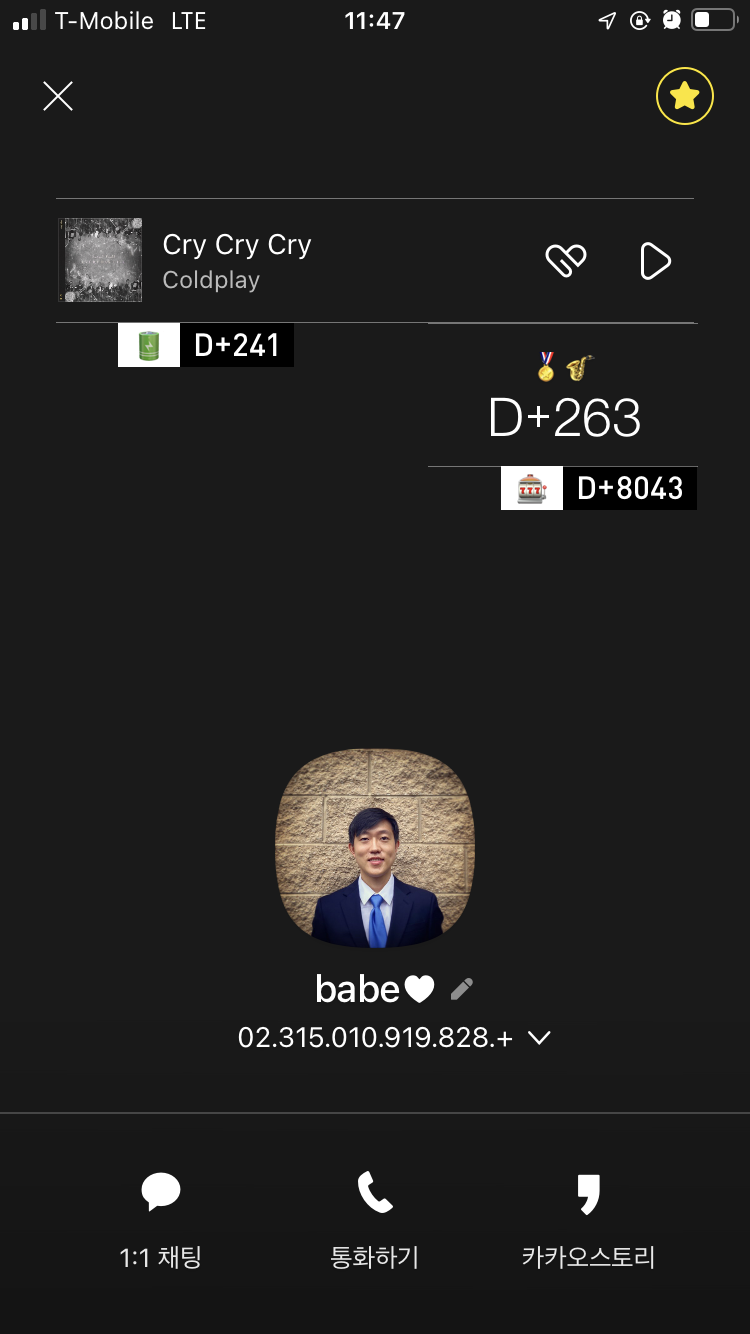 T-Mobile LTE 11:47
Cry Cry Cry
Coldplay
D+241
D+263
D+8043
babe🤍
02.315.010.919.828.+
1:1 채팅 통화하기 카카오스토리